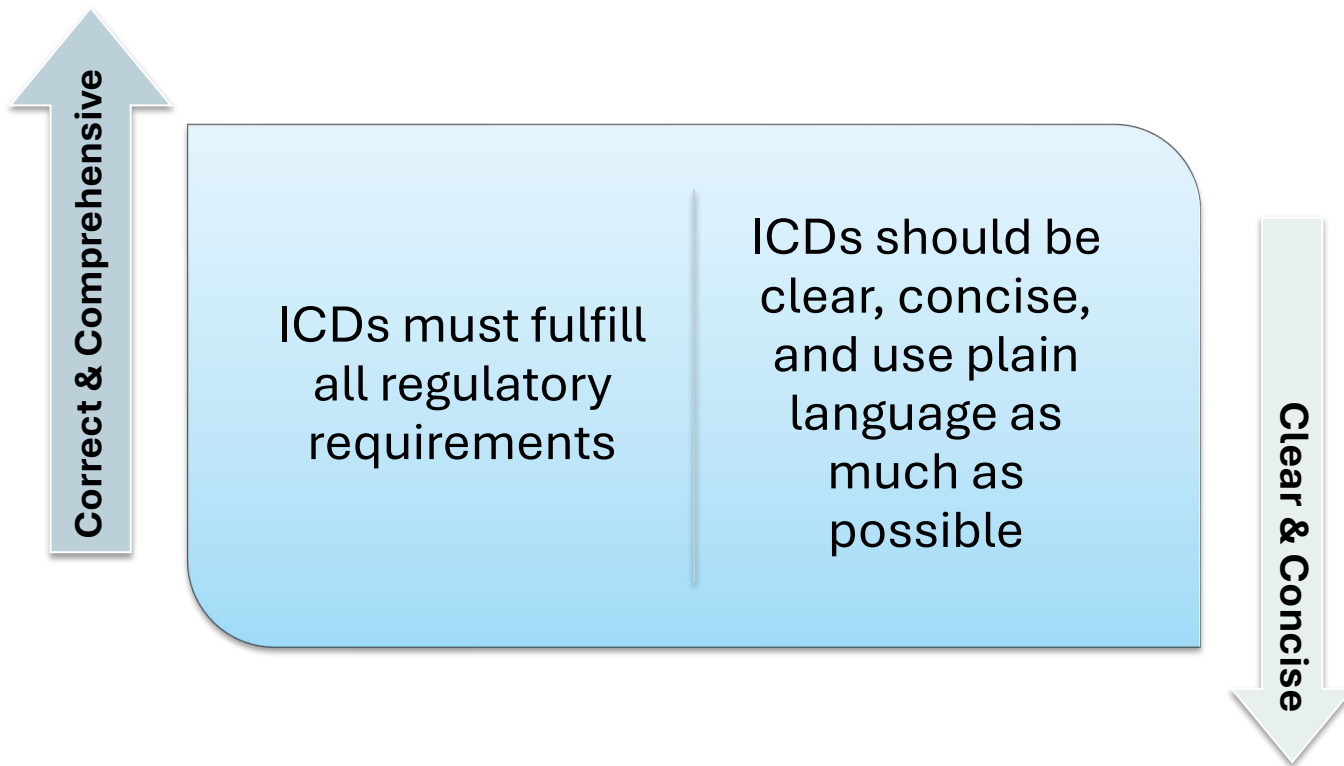 Correct & Comprehensive
ICDs must fulfill
all regulatory
requirements
ICDs should be
clear, concise,
and use plain
language as
much as
possible
Clear & Concise